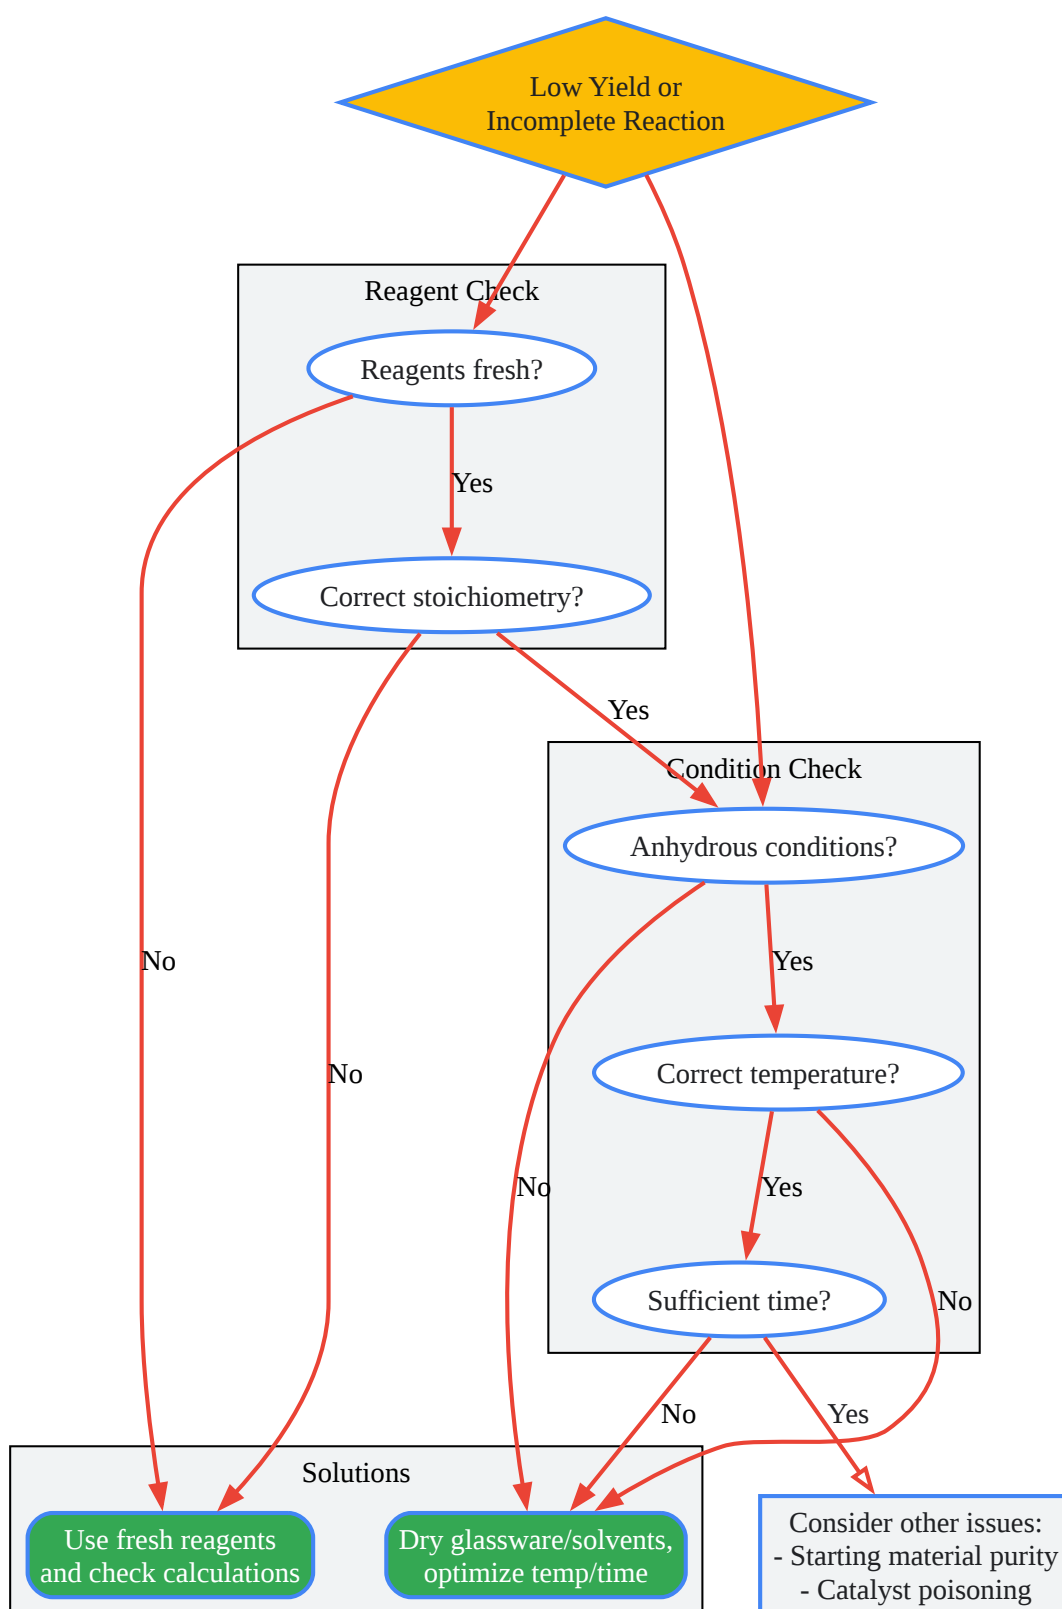 Low Yield or
Incomplete Reaction
Reagent Check
Reagents fresh?
Yes
Correct stoichiometry?
Yes
Condition Check
Anhydrous conditions?
No
Yes
Correct temperature?
No
No
Yes
Sufficient time?
No
No
Yes
Solutions
Use fresh reagents
and check calculations
Dry glassware/solvents,
optimize temp/time
Consider other issues:
- Starting material purity
- Catalyst poisoning